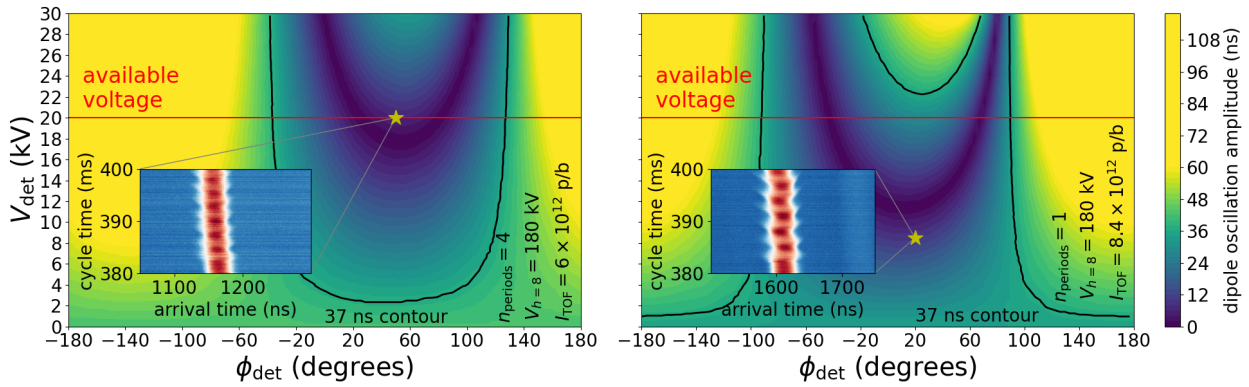 30
28
26
24
22
20
18
16
14
12
10
8
6
4
2
0
V_det (kV)
available
voltage
400
390
380
cycle time (ms)
1100 1200
arrival time (ns)
37 ns contour
n_periods = 4
V_h=8 = 180 kV
I_TOF = 6 × 10^12 p/b
−180 −140 −100 −60 −20 20 60 100 140 180
ϕ_det (degrees)
available
voltage
400
390
380
cycle time (ms)
1600 1700
arrival time (ns)
37 ns contour
n_periods = 1
V_h=8 = 180 kV
I_TOF = 8.4 × 10^12 p/b
−180 −140 −100 −60 −20 20 60 100 140 180
ϕ_det (degrees)
108
96
84
72
60
48
36
24
12
0
dipole oscillation amplitude (ns)